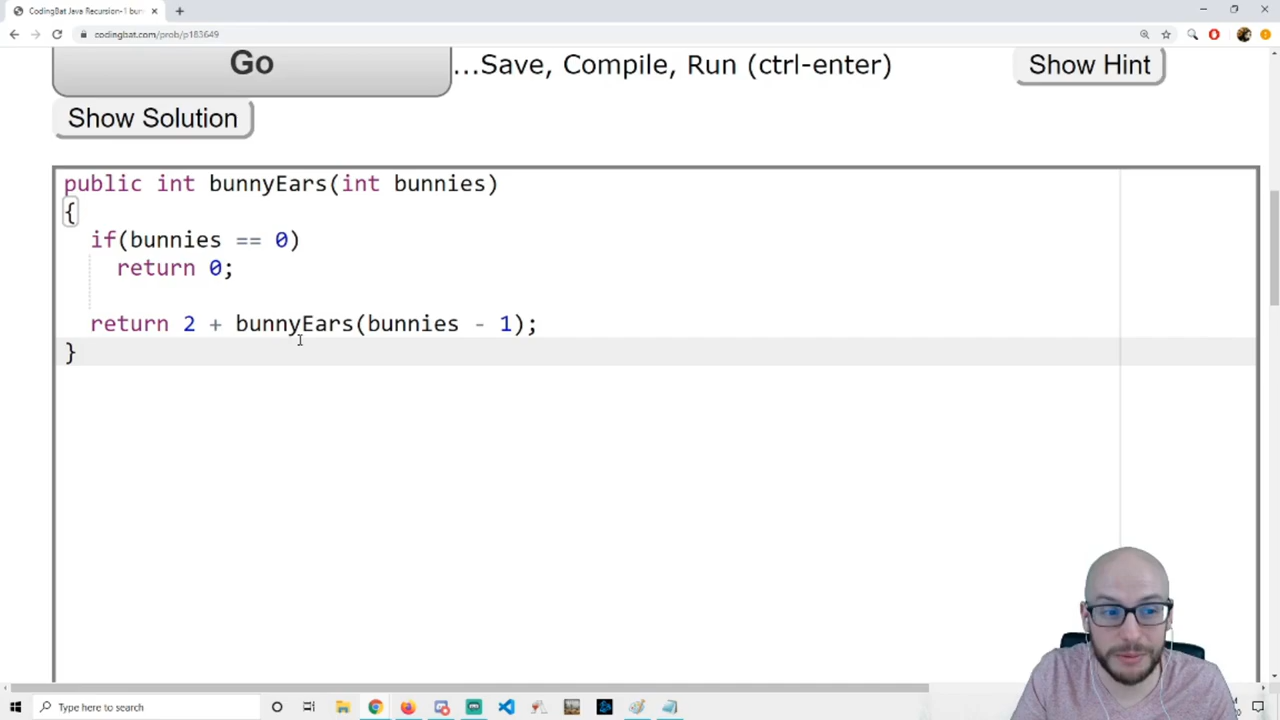 CodingBat Java Recursion-1 bun
codingbat.com/prob/p183649
Go
...Save, Compile, Run (ctrl-enter)
Show Hint
Show Solution
public int bunnyEars(int bunnies)
{
if(bunnies == 0)
return 0;
return 2 + bunnyEars(bunnies - 1);
}
Type here to search